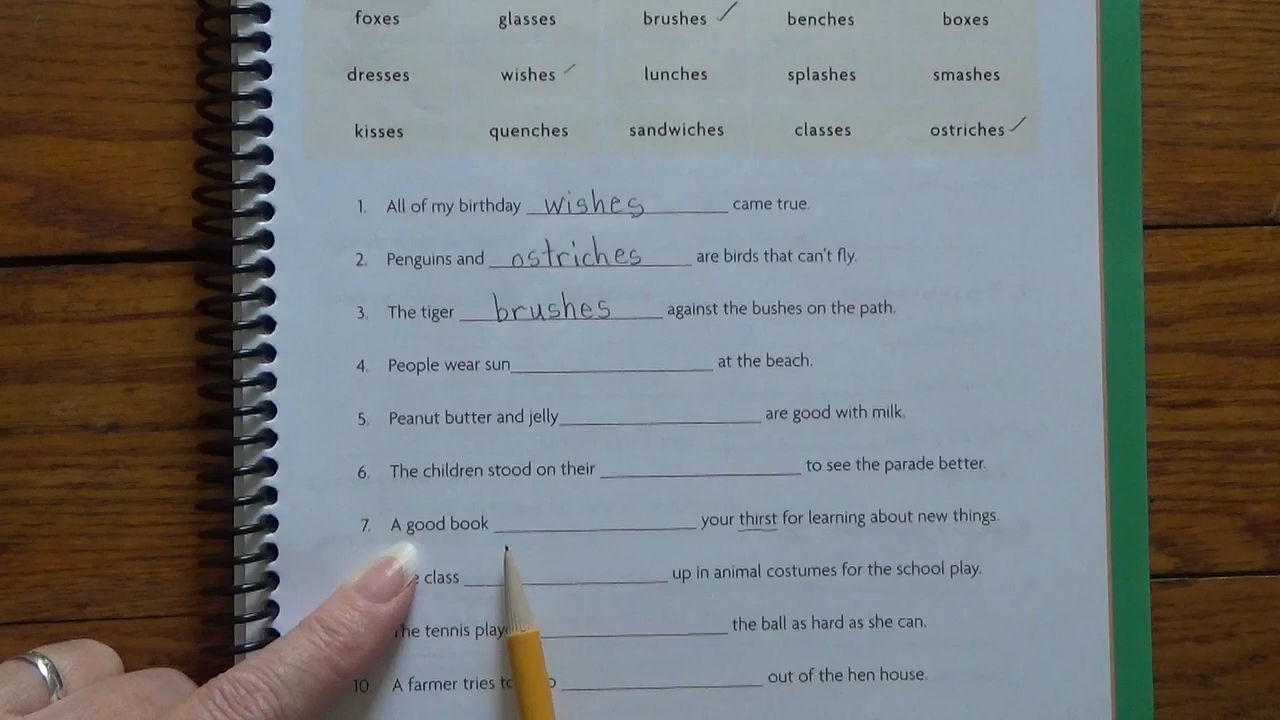 foxes glasses brushes benches boxes
dresses wishes lunches splashes smashes
kisses quenches sandwiches classes ostriches
1. All of my birthday wishes came true.
2. Penguins and ostriches are birds that can't fly.
3. The tiger brushes against the bushes on the path.
4. People wear sun at the beach.
5. Peanut butter and jelly are good with milk.
6. The children stood on their to see the parade better.
7. A good book your thirst for learning about new things.
class up in animal costumes for the school play.
The tennis play the ball as hard as she can.
10. A farmer tries out of the hen house.